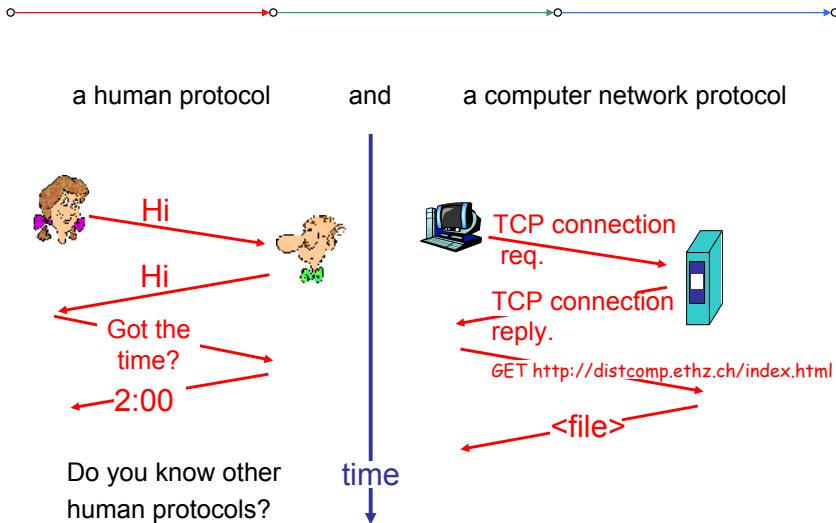 a human protocol and a computer network protocol
Hi
Hi
Got the
time?
2:00
TCP connection
req.
TCP connection
reply.
GET http://distcomp.ethz.ch/index.html
<file>
Do you know other
human protocols?
time